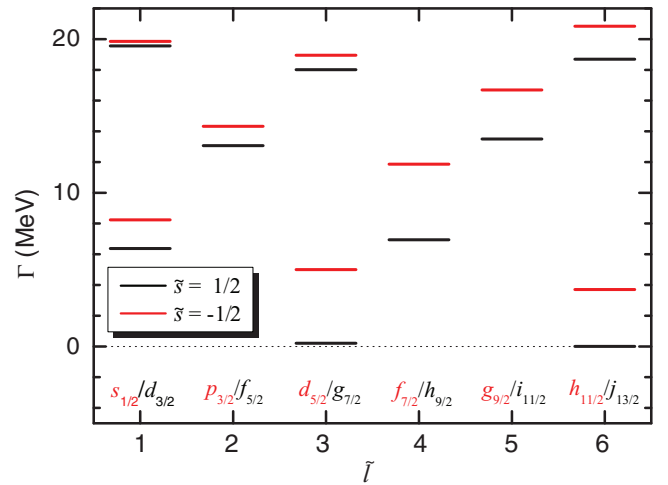 20
10
0
Γ (MeV)
s̃ = 1/2
s̃ = -1/2
s1/2/d3/2 p3/2/f5/2 d5/2/g7/2 f7/2/h9/2 g9/2/i11/2 h11/2/j13/2
1 2 3 4 5 6
l̃